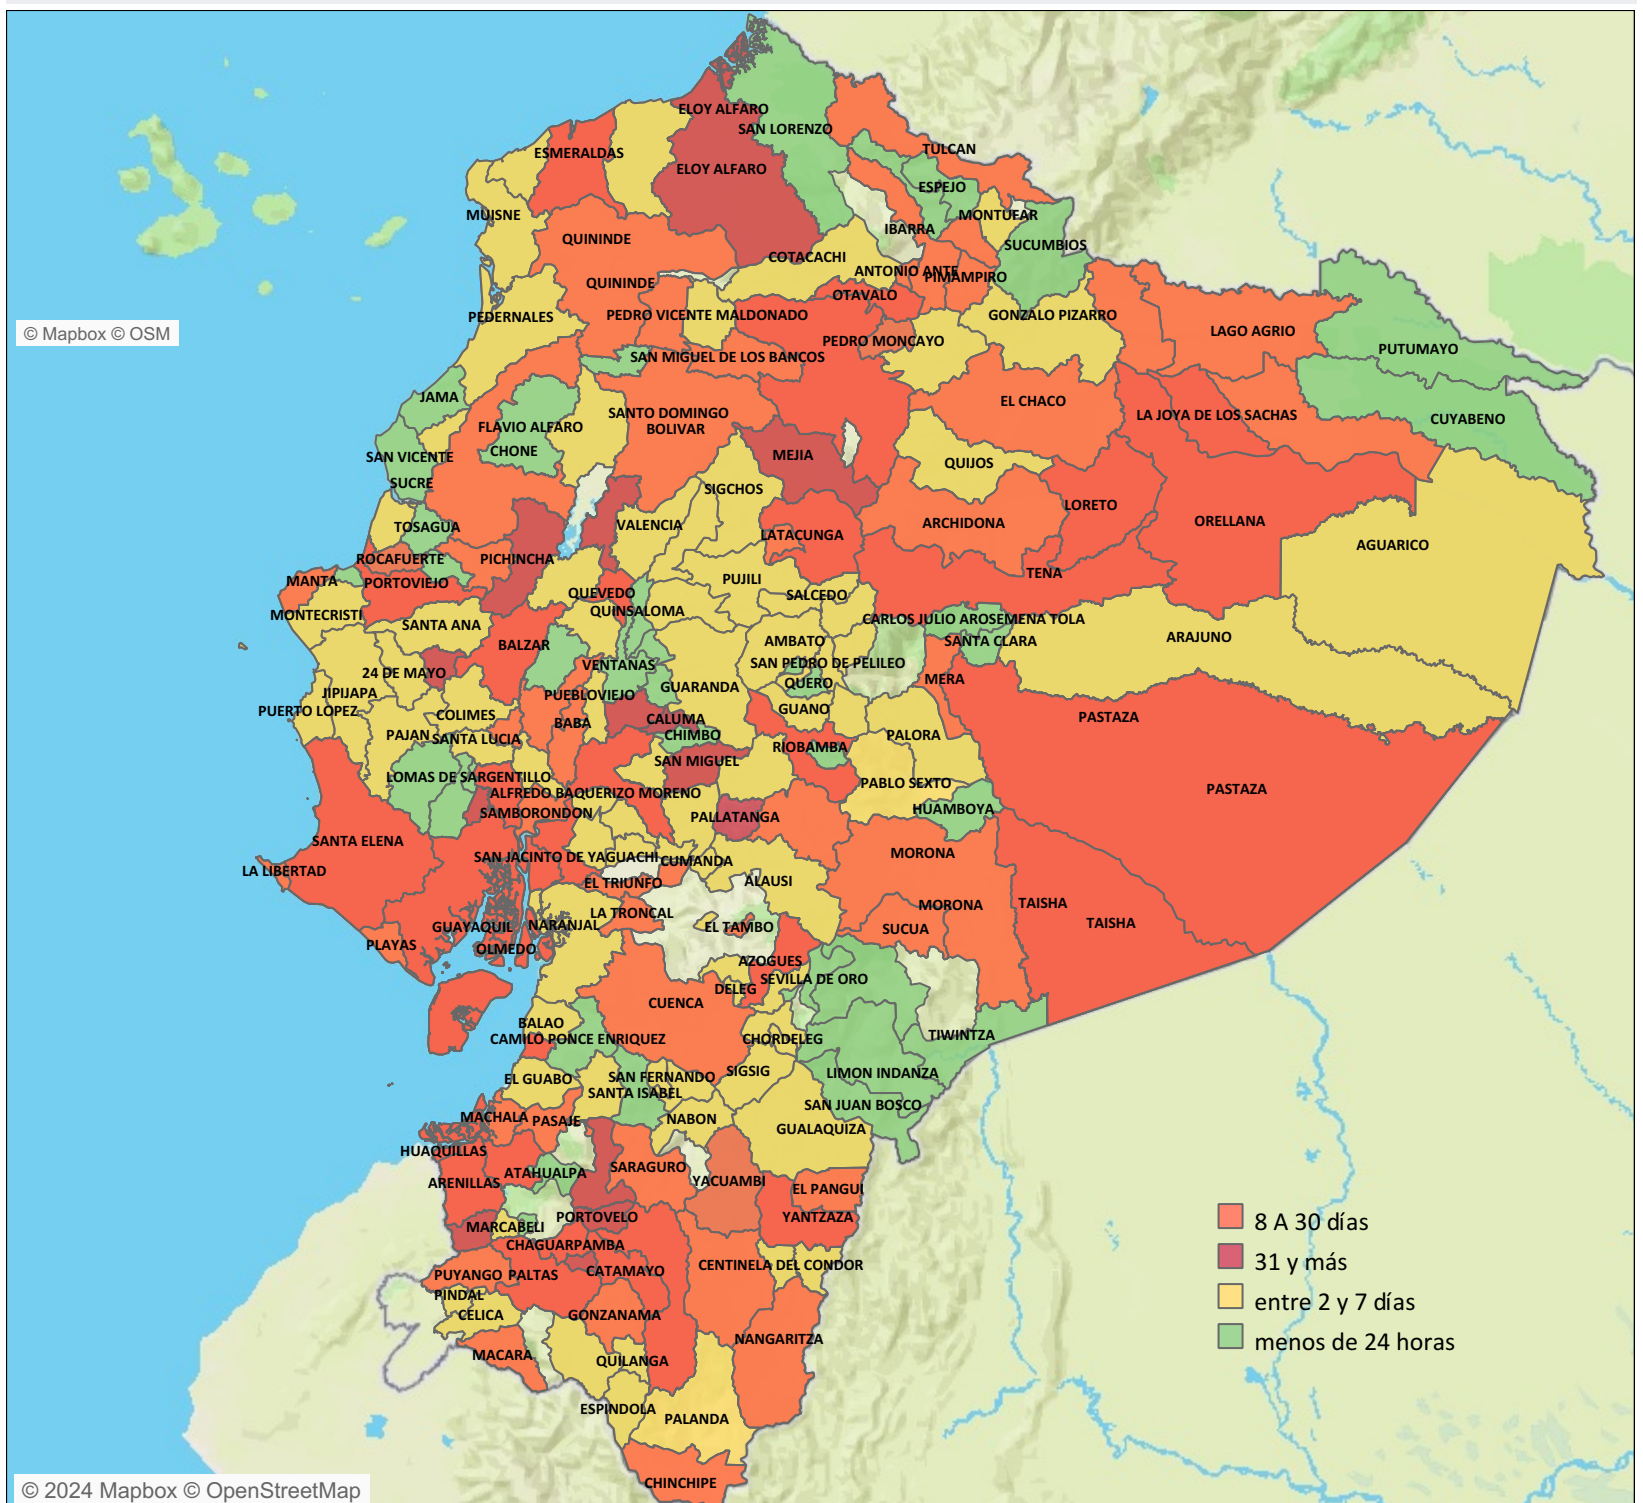 ELOY ALFARO
SAN LORENZO
ESMERALDAS
TULCAN
ELOY ALFARO
ESPEJO
MUISNE
MONTUFAR
IBARRA
QUININDE
SUCUMBIOS
COTACACHI
ANTONIO ANTE
PIMAMPIRO
QUININDE
OTAVALO
PEDERNALES
PEDRO VICENTE MALDONADO
GONZALO PIZARRO
© Mapbox © OSM
LAGO AGRIO
PEDRO MONCAYO
PUTUMAYO
SAN MIGUEL DE LOS BANCOS
JAMA
EL CHACO
SANTO DOMINGO
LA JOYA DE LOS SACHAS
CUYABENO
FLAVIO ALFARO
BOLIVAR
CHONE
SAN VICENTE
MEJIA
QUIJOS
SUCRE
SIGCHOS
LORETO
TOSAGUA
VALENCIA
ARCHIDONA
ORELLANA
LATACUNGA
AGUARICO
ROCAFUERTE
PICHINCHA
TENA
MANTA
PORTOVIEJO
PUJILI
QUEVEDO
SALCEDO
MONTECRISTI
QUINSALOMA
CARLOS JULIO AROSEMENA TOLA
SANTA ANA
ARAJUNO
BALZAR
AMBATO
SANTA CLARA
VENTANAS
SAN PEDRO DE PELILEO
24 DE MAYO
MERA
QUERO
GUARANDA
JIPIJAPA
PUEBLOVIEJO
PUERTO LOPEZ
GUANO
COLIMES
CALUMA
PASTAZA
BABA
PAJAN
SANTA LUCIA
CHIMBO
PALORA
RIOBAMBA
SAN MIGUEL
LOMAS DE SARGENTILLO
PABLO SEXTO
PASTAZA
ALFREDO BAQUERIZO MORENO
HUAMBOYA
SAMBORONDON
PALLATANGA
SANTA ELENA
MORONA
SAN JACINTO DE YAGUACHI
CUMANDA
LA LIBERTAD
EL TRIUNFO
ALAUSI
TAISHA
MORONA
LA TRONCAL
TAISHA
GUAYAQUIL
NARANJAL
EL TAMBO
SUCUA
PLAYAS
OLMEDO
AZOGUES
SEVILLA DE ORO
DELEG
CUENCA
BALAO
TIWINTZA
CAMILO PONCE ENRIQUEZ
CHORDELEG
SIGSIG
LIMON INDANZA
EL GUABO
SAN FERNANDO
SANTA ISABEL
SAN JUAN BOSCO
MACHALA
PASAJE
NABON
GUALAQUIZA
HUAQUILLAS
SARAGURO
ATAHUALPA
ARENILLAS
YACUAMBI
EL PANGUI
PORTOVELO
YANTZAZA
8 A 30 días
MARCABELI
CHAGUARPAMBA
31 y más
CENTINELA DEL CONDOR
PUYANGO
PALTAS
CATAMAYO
PINDAL
entre 2 y 7 días
CELICA
GONZANAMA
NANGARITZA
menos de 24 horas
MACARA
QUILANGA
ESPINDOLA
PALANDA
CHINCHIPE
© 2024 Mapbox © OpenStreetMap